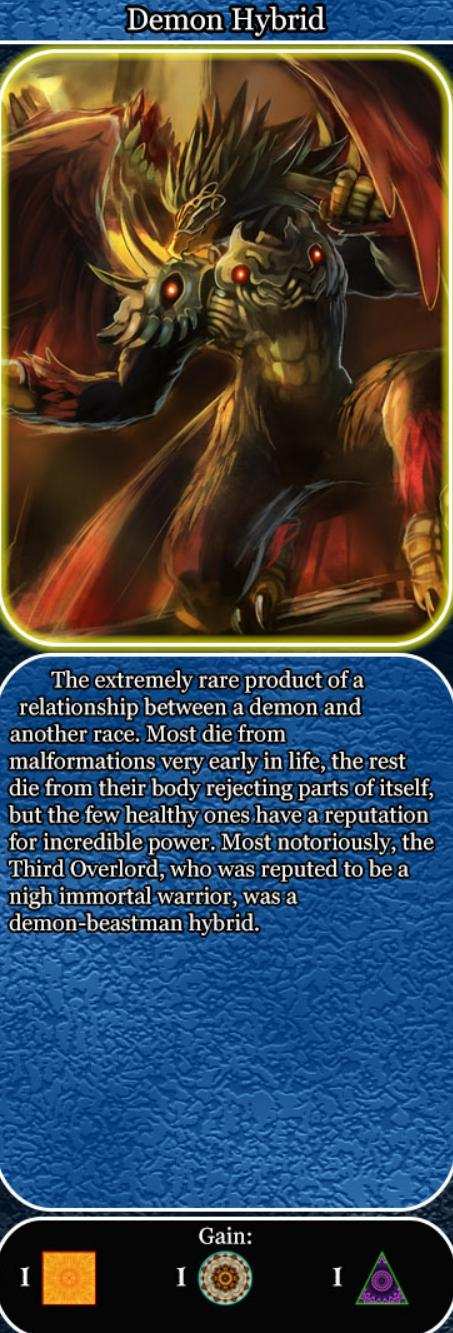 Demon Hybrid
The extremely rare product of a
relationship between a demon and
another race. Most die from
malformations very early in life, the rest
die from their body rejecting parts of itself,
but the few healthy ones have a reputation
for incredible power. Most notoriously, the
Third Overlord, who was reputed to be a
nigh immortal warrior, was a
demon-beastman hybrid.
Gain:
1 1 1